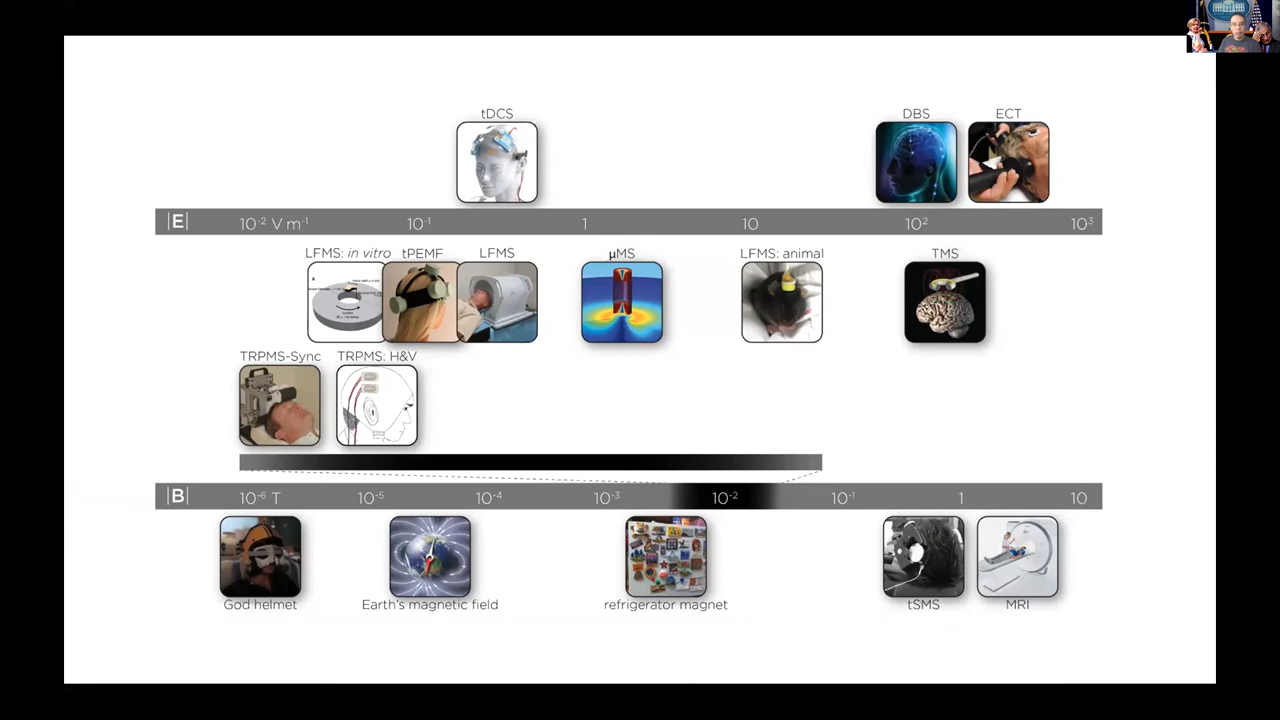 tDCS
DBS
ECT
|E|
10⁻² V m⁻¹
10⁻¹
1
10
10²
10³
LFMS: in vitro
tPEMF
LFMS
µMS
LFMS: animal
TMS
TRPMS-Sync
TRPMS: H&V
|B|
10⁻⁶ T
10⁻⁵
10⁻⁴
10⁻³
10⁻²
10⁻¹
1
10
God helmet
Earth's magnetic field
refrigerator magnet
tSMS
MRI